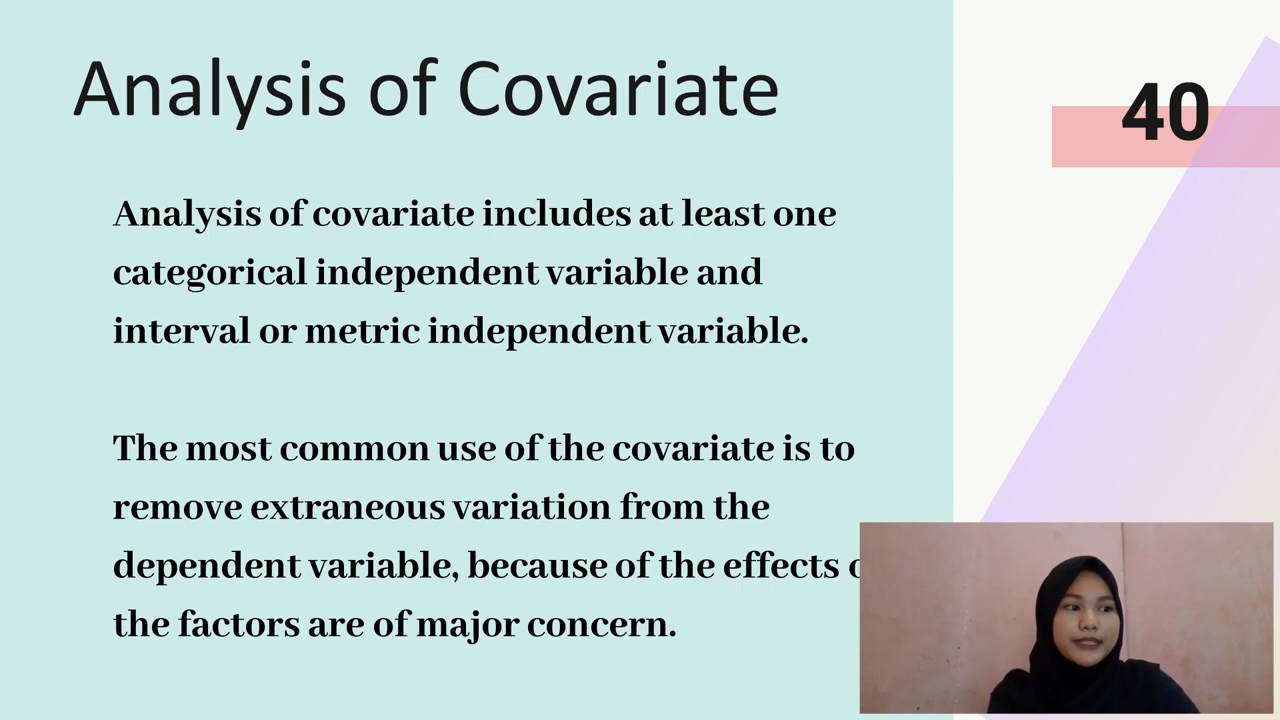 Analysis of Covariate
40
Analysis of covariate includes at least one
categorical independent variable and
interval or metric independent variable.
The most common use of the covariate is to
remove extraneous variation from the
dependent variable, because of the effects
the factors are of major concern.